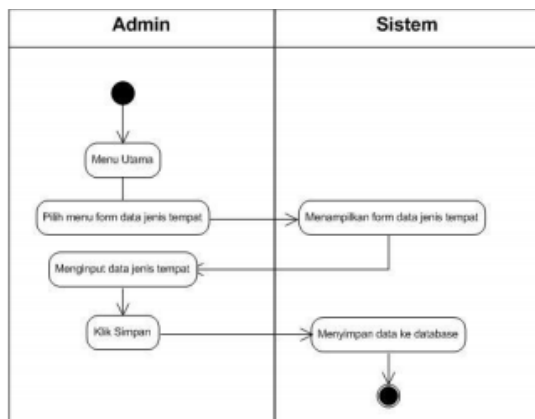 Admin
Sistem
Menu Utama
Pilih menu form data jenis tempat
Menampilkan form data jenis tempat
Menginput data jenis tempat
Klik Simpan
Menyimpan data ke database